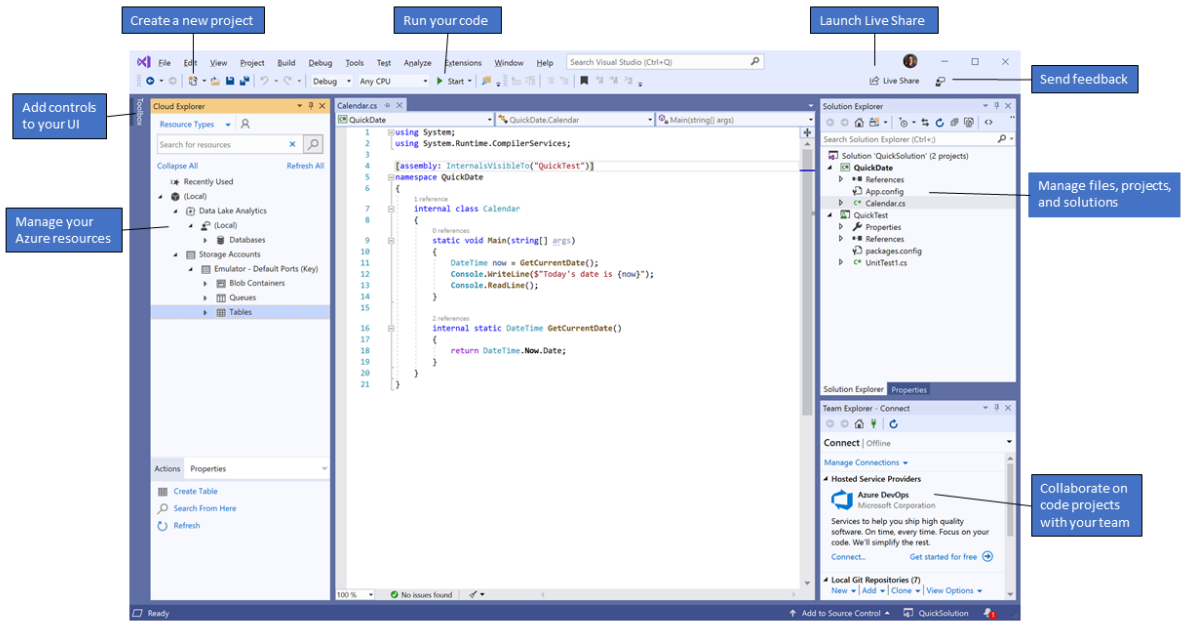 Create a new project
Run your code
Launch Live Share
File Edit View Project Build Debug Tools Test Analyze Extensions Window Help Search Visual Studio (Ctrl+Q)
Debug Any CPU Start Live Share
Send feedback
Add controls
to your UI
Toolbox
Cloud Explorer
Resource Types
Search for resources
Collapse All Refresh All
Recently Used
(Local)
Data Lake Analytics
(Local)
Databases
Storage Accounts
Emulator - Default Ports (Key)
Blob Containers
Queues
Tables
Manage your
Azure resources
Actions Properties
Create Table
Search From Here
Refresh
Calendar.cs
QuickDate QuickDate.Calendar Main(string[] args)
1 using System;
2 using System.Runtime.CompilerServices;
3
4 [assembly: InternalsVisibleTo("QuickTest")]
5 namespace QuickDate
6 {
1 reference
7 internal class Calendar
8 {
0 references
9 static void Main(string[] args)
10 {
11 DateTime now = GetCurrentDate();
12 Console.WriteLine($"Today's date is {now}");
13 Console.ReadLine();
14 }
15
2 references
16 internal static DateTime GetCurrentDate()
17 {
18 return DateTime.Now.Date;
19 }
20 }
21 }
100 % No issues found
Solution Explorer
Search Solution Explorer (Ctrl+;)
Solution 'QuickSolution' (2 projects)
QuickDate
References
App.config
Calendar.cs
QuickTest
Properties
References
packages.config
UnitTest1.cs
Manage files, projects,
and solutions
Solution Explorer Properties
Team Explorer - Connect
Connect | Offline
Manage Connections
Hosted Service Providers
Azure DevOps
Microsoft Corporation
Services to help you ship high quality
software. On time, every time. Focus on your
code. We'll simplify the rest.
Connect... Get started for free
Local Git Repositories (7)
New Add Clone View Options
Collaborate on
code projects
with your team
Ready Add to Source Control QuickSolution 1